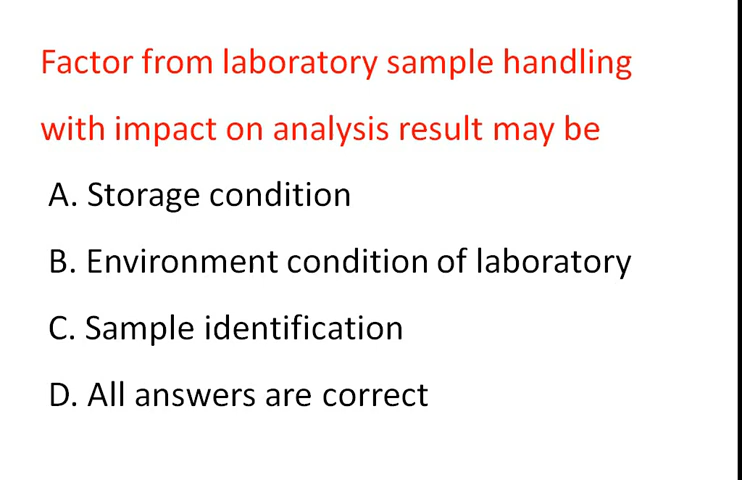 Factor from laboratory sample handling
with impact on analysis result may be
A. Storage condition
B. Environment condition of laboratory
C. Sample identification
D. All answers are correct